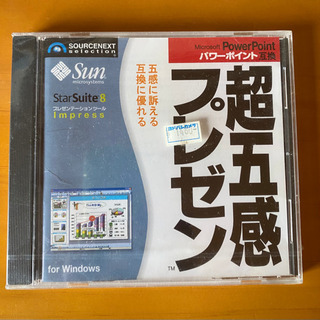 SOURCENEXT
selection
Sun
microsystems
StarSuite 8
プレゼンテーションツール
Impress
for Windows
Microsoft PowerPoint
パワーポイント互換
五感に訴える
互換に優れる
超五感
プレゼン
TM